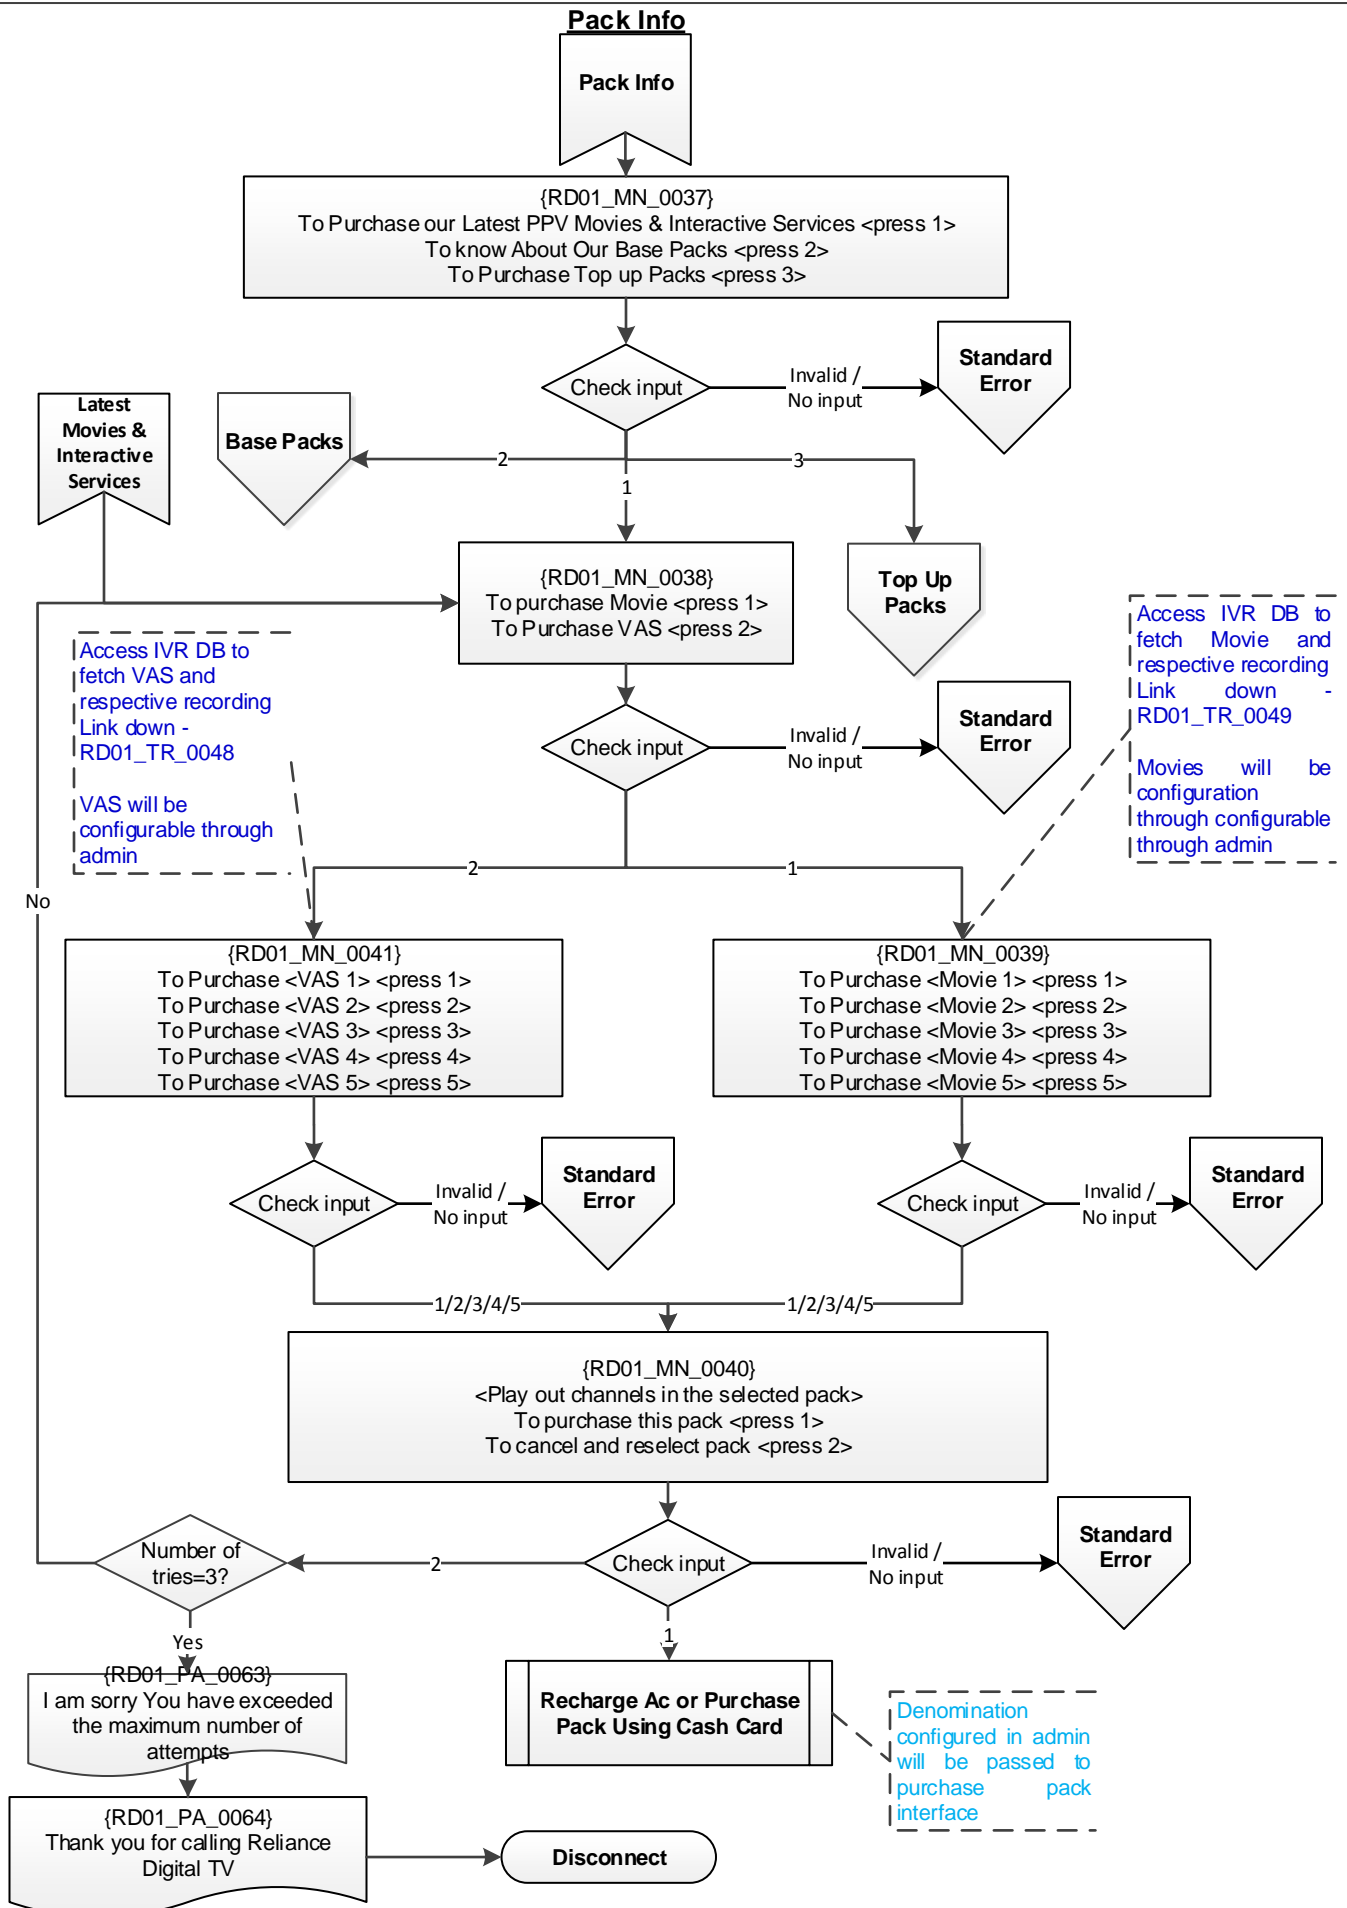 Pack Info
Pack Info
{RD01_MN_0037}
To Purchase our Latest PPV Movies & Interactive Services <press 1>
To know About Our Base Packs <press 2>
To Purchase Top up Packs <press 3>
Check input
Invalid /
No input
Standard
Error
Latest
Movies &
Interactive
Services
Base Packs
2
1
3
{RD01_MN_0038}
To purchase Movie <press 1>
To Purchase VAS <press 2>
Top Up
Packs
Access IVR DB to
fetch VAS and
respective recording
Link down -
RD01_TR_0048
VAS will be
configurable through
admin
Access IVR DB to
fetch Movie and
respective recording
Link down -
RD01_TR_0049
Movies will be
configuration
through configurable
through admin
Check input
Invalid /
No input
Standard
Error
2
1
No
{RD01_MN_0041}
To Purchase <VAS 1> <press 1>
To Purchase <VAS 2> <press 2>
To Purchase <VAS 3> <press 3>
To Purchase <VAS 4> <press 4>
To Purchase <VAS 5> <press 5>
{RD01_MN_0039}
To Purchase <Movie 1> <press 1>
To Purchase <Movie 2> <press 2>
To Purchase <Movie 3> <press 3>
To Purchase <Movie 4> <press 4>
To Purchase <Movie 5> <press 5>
Check input
Invalid /
No input
Standard
Error
Check input
Invalid /
No input
Standard
Error
1/2/3/4/5
1/2/3/4/5
{RD01_MN_0040}
<Play out channels in the selected pack>
To purchase this pack <press 1>
To cancel and reselect pack <press 2>
Number of
tries=3?
2
Check input
Invalid /
No input
Standard
Error
Yes
1
{RD01_PA_0063}
I am sorry You have exceeded
the maximum number of
attempts
Recharge Ac or Purchase
Pack Using Cash Card
Denomination
configured in admin
will be passed to
purchase pack
interface
{RD01_PA_0064}
Thank you for calling Reliance
Digital TV
Disconnect